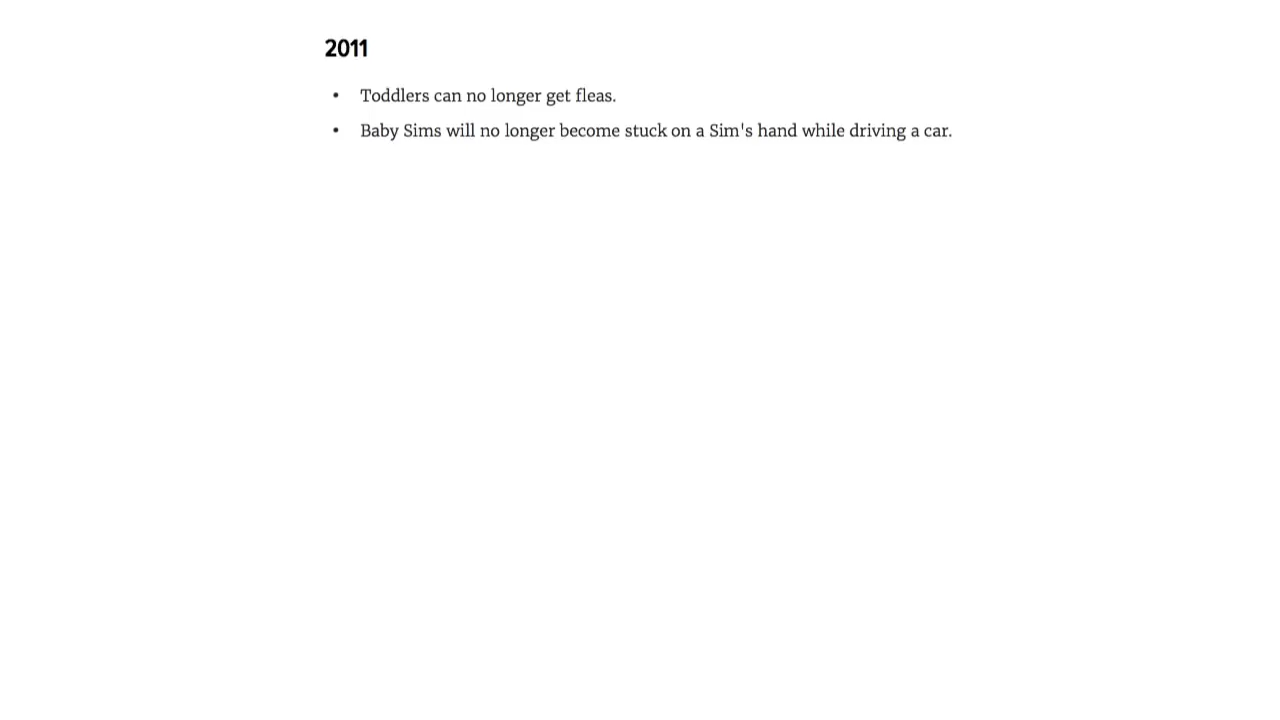 2011
• Toddlers can no longer get fleas.
• Baby Sims will no longer become stuck on a Sim's hand while driving a car.